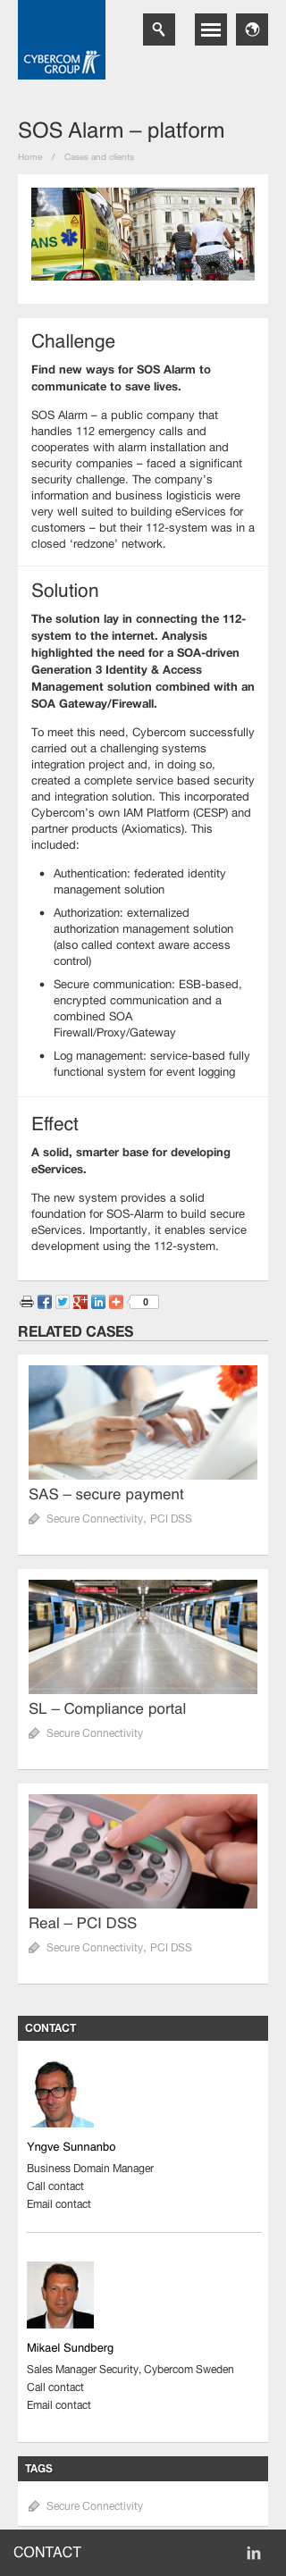 CYBERCOM
GROUP
SOS Alarm – platform
Home / Cases and clients
ANS
Challenge
Find new ways for SOS Alarm to
communicate to save lives.
SOS Alarm – a public company that
handles 112 emergency calls and
cooperates with alarm installation and
security companies – faced a significant
security challenge. The company's
information and business logisticis were
very well suited to building eServices for
customers – but their 112-system was in a
closed 'redzone' network.
Solution
The solution lay in connecting the 112-
system to the internet. Analysis
highlighted the need for a SOA-driven
Generation 3 Identity & Access
Management solution combined with an
SOA Gateway/Firewall.
To meet this need, Cybercom successfully
carried out a challenging systems
integration project and, in doing so,
created a complete service based security
and integration solution. This incorporated
Cybercom's own IAM Platform (CESP) and
partner products (Axiomatics). This
included:
• Authentication: federated identity
management solution
• Authorization: externalized
authorization management solution
(also called context aware access
control)
• Secure communication: ESB-based,
encrypted communication and a
combined SOA
Firewall/Proxy/Gateway
• Log management: service-based fully
functional system for event logging
Effect
A solid, smarter base for developing
eServices.
The new system provides a solid
foundation for SOS-Alarm to build secure
eServices. Importantly, it enables service
development using the 112-system.
0
RELATED CASES
SAS – secure payment
Secure Connectivity, PCI DSS
SL – Compliance portal
Secure Connectivity
Real – PCI DSS
Secure Connectivity, PCI DSS
CONTACT
Yngve Sunnanbo
Business Domain Manager
Call contact
Email contact
Mikael Sundberg
Sales Manager Security, Cybercom Sweden
Call contact
Email contact
TAGS
Secure Connectivity
CONTACT in